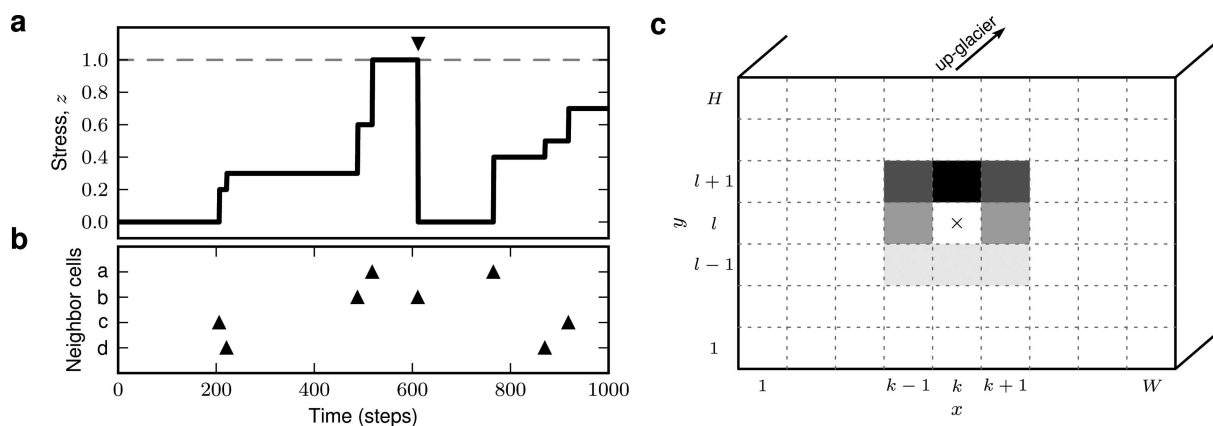 a
1.0
0.8
0.6
0.4
0.2
0.0
Stress, z
b
a
b
c
d
Neighbor cells
0 200 400 600 800 1000
Time (steps)
c
up-glacier
H
l + 1
l
l − 1
1
y
×
1 k − 1 k k + 1 W
x